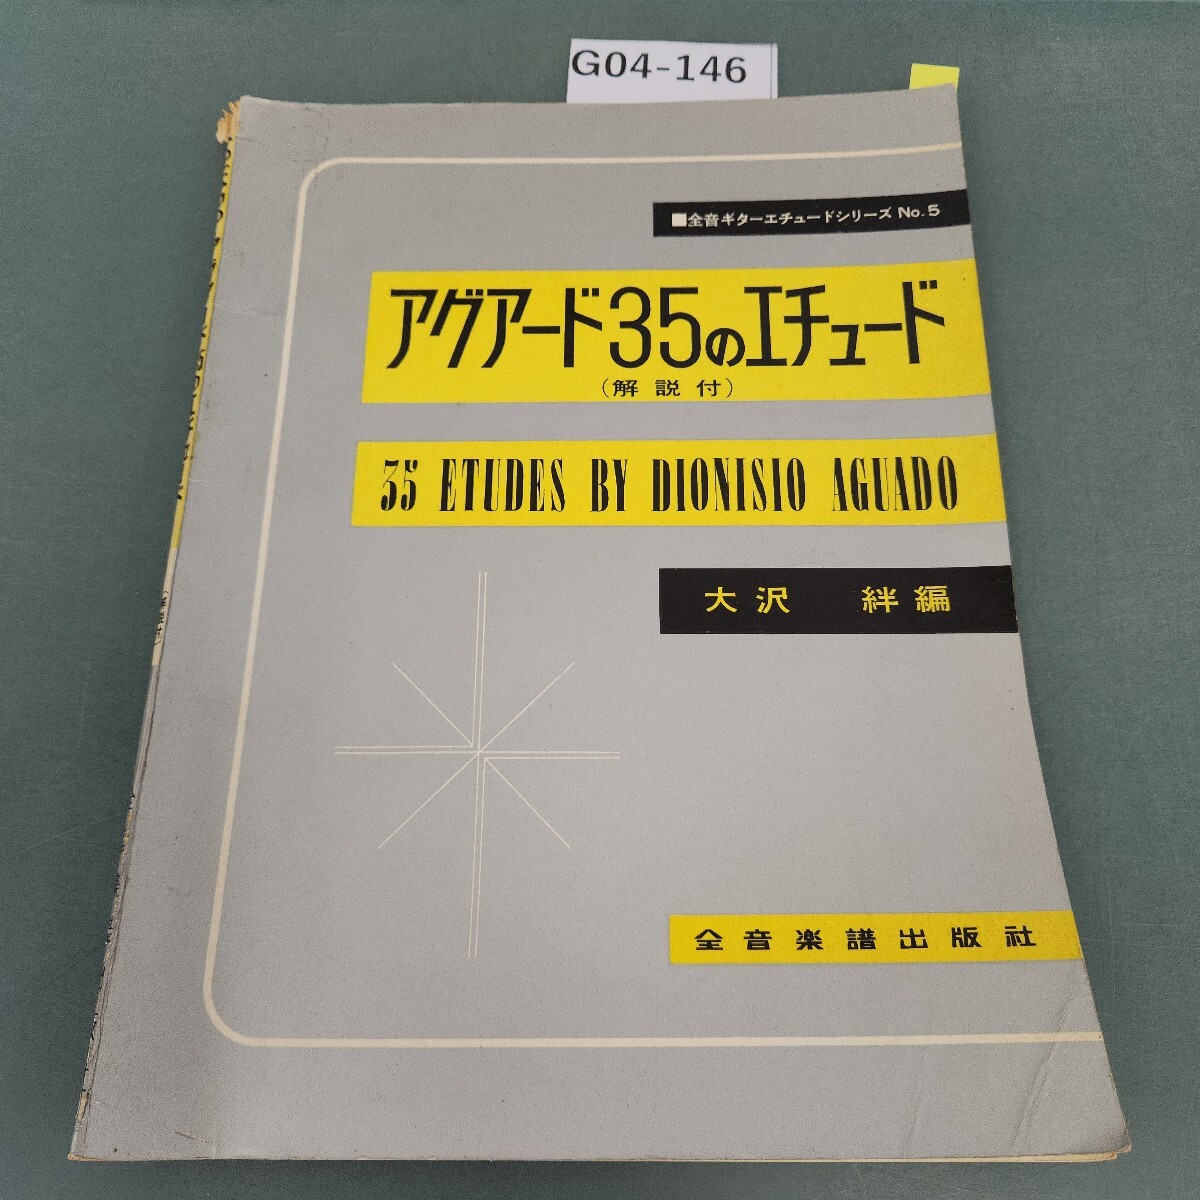 G04-146
■全音ギターエチュードシリーズ No.5
アグアード35のエチュード
(解説付)
35 ETUDES BY DIONISIO AGUADO
大沢 絆編
全音楽譜出版社